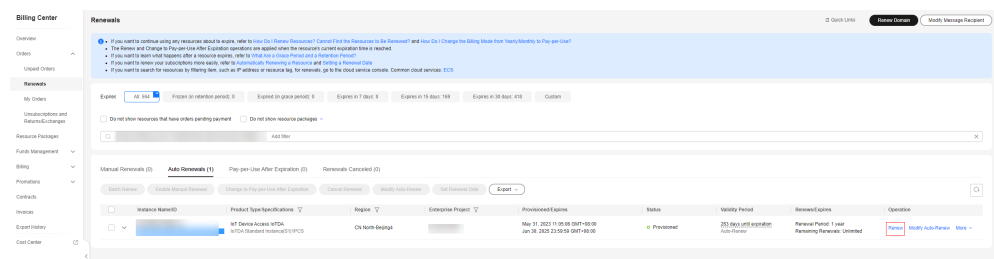 Billing Center
Overview
Orders
Unpaid Orders
Renewals
My Orders
Unsubscriptions and
Returns/Exchanges
Resource Packages
Funds Management
Billing
Promotions
Contracts
Invoices
Export History
Cost Center
Renewals
Quick Links
Renew Domain
Modify Message Recipient
• If you want to continue using any resources about to expire, refer to How Do I Renew Resources? Cannot Find the Resources to Be Renewed? and How Do I Change the Billing Mode from Yearly/Monthly to Pay-per-Use?
• The Renew and Change to Pay-per-Use After Expiration operations are applied when the resource's current expiration time is reached.
• If you want to learn what happens after a resource expires, refer to What Are a Grace Period and a Retention Period?
• If you want to renew your subscriptions more easily, refer to Automatically Renewing a Resource and Setting a Renewal Date
• If you want to search for resources by filtering item, such as IP address or resource tag, for renewals, go to the cloud service console. Common cloud services: ECS
Expires
All: 564
Frozen (in retention period): 0
Expired (in grace period): 0
Expires in 7 days: 8
Expires in 15 days: 169
Expires in 30 days: 418
Custom
Do not show resources that have orders pending payment
Do not show resource packages
Add filter
Manual Renewals (0)
Auto Renewals (1)
Pay-per-Use After Expiration (0)
Renewals Canceled (0)
Batch Renew
Enable Manual Renewal
Change to Pay-per-Use After Expiration
Cancel Renewal
Modify Auto-Renew
Set Renewal Date
Export
Instance Name/ID
Product Type/Specifications
Region
Enterprise Project
Provisioned/Expires
Status
Validity Period
Renews/Expires
Operation
IoT Device Access IoTDA
IoTDA Standard Instance/S1|1PCS
CN North-Beijing4
May 31, 2023 11:05:06 GMT+08:00
Jun 30, 2025 23:59:59 GMT+08:00
Provisioned
283 days until expiration
Auto-Renew
Renewal Period: 1 year
Remaining Renewals: Unlimited
Renew
Modify Auto-Renew
More